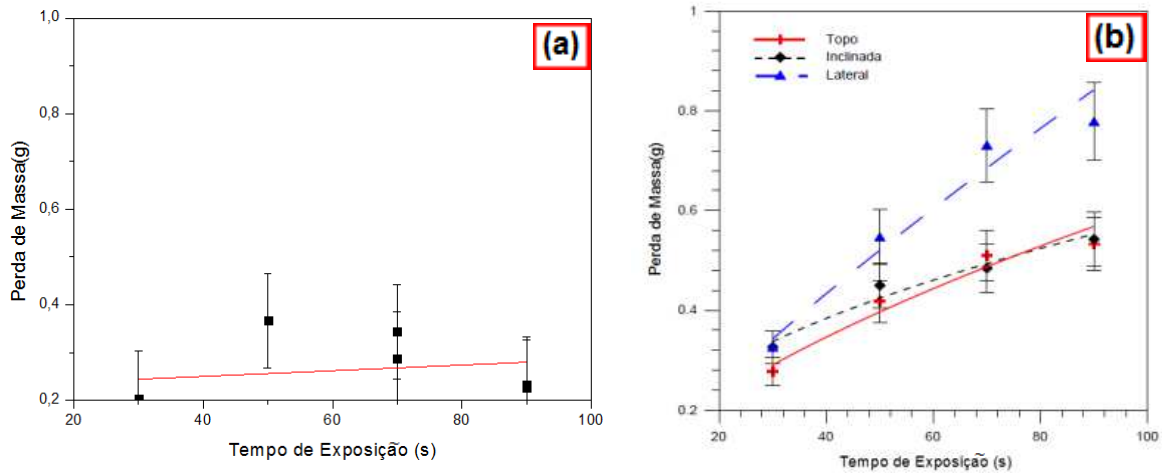 (a)
1,0
0,8
0,6
0,4
0,2
20
40
60
80
100
Perda de Massa(g)
Tempo de Exposição (s)
(b)
Topo
Inclinada
Lateral
1
0.8
0.6
0.4
0.2
20
40
60
80
100
Perda de Massa(g)
Tempo de Exposição (s)